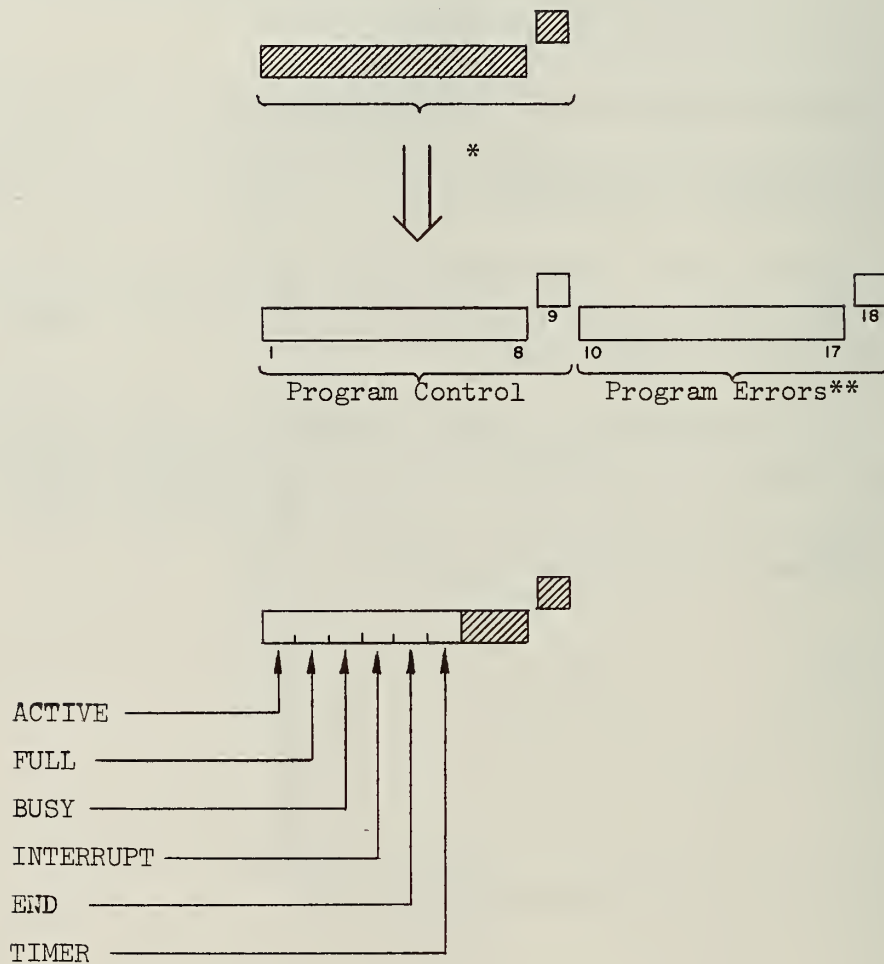 *
9 18
1 8 10 17
Program Control Program Errors**
ACTIVE
FULL
BUSY
INTERRUPT
END
TIMER